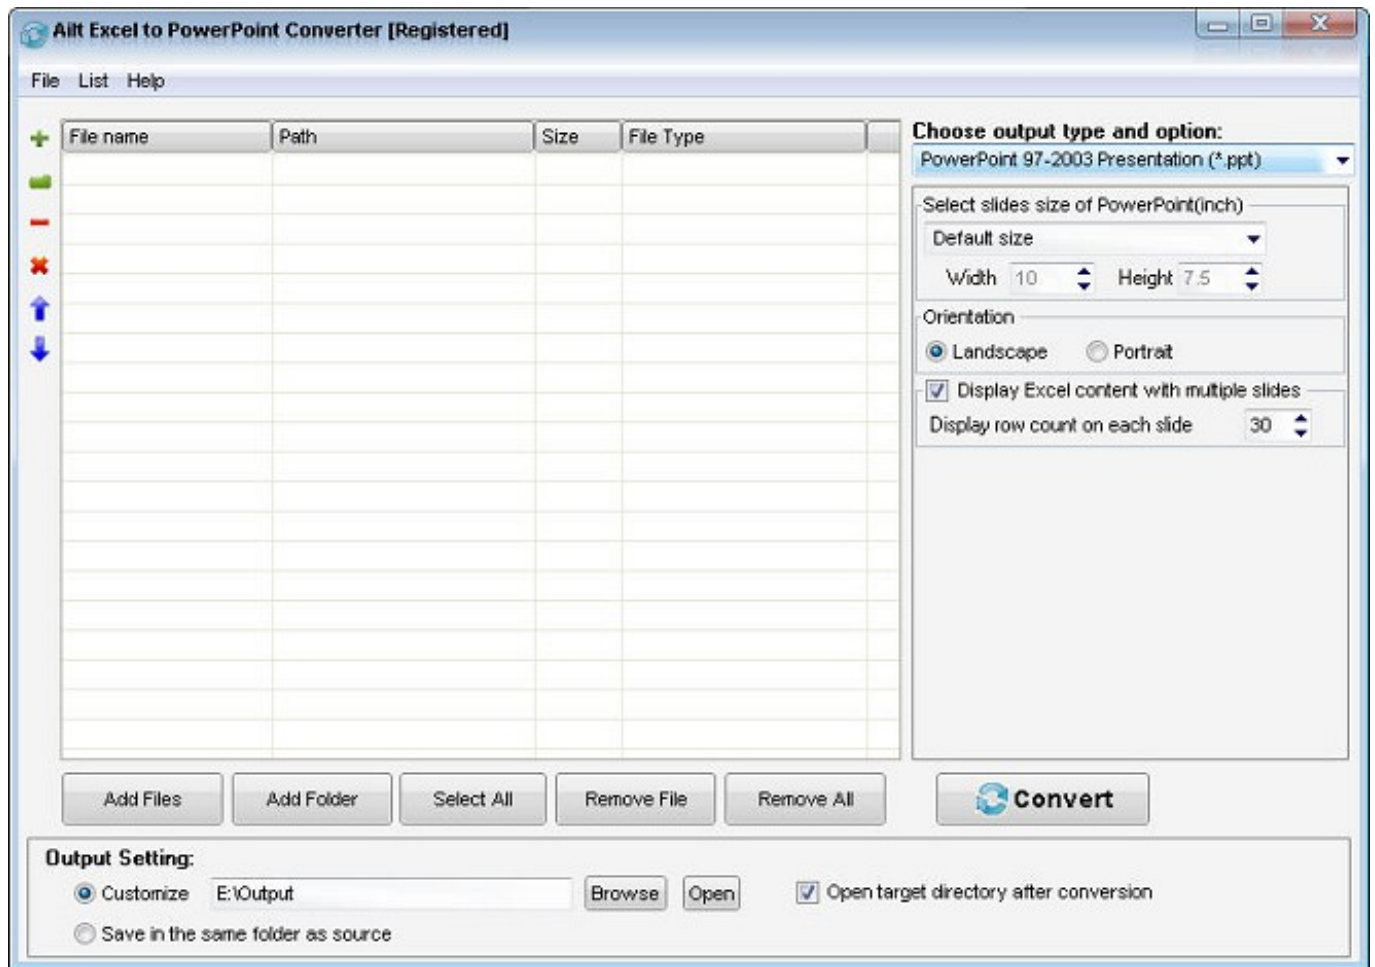 Ailt Excel to PowerPoint Converter [Registered]
File List Help
File name Path Size File Type
Choose output type and option:
PowerPoint 97-2003 Presentation (*.ppt)
Select slides size of PowerPoint(inch)
Default size
Width 10 Height 7.5
Orientation
Landscape Portrait
Display Excel content with multiple slides
Display row count on each slide 30
Add Files Add Folder Select All Remove File Remove All Convert
Output Setting:
Customize E:\Output Browse Open Open target directory after conversion
Save in the same folder as source